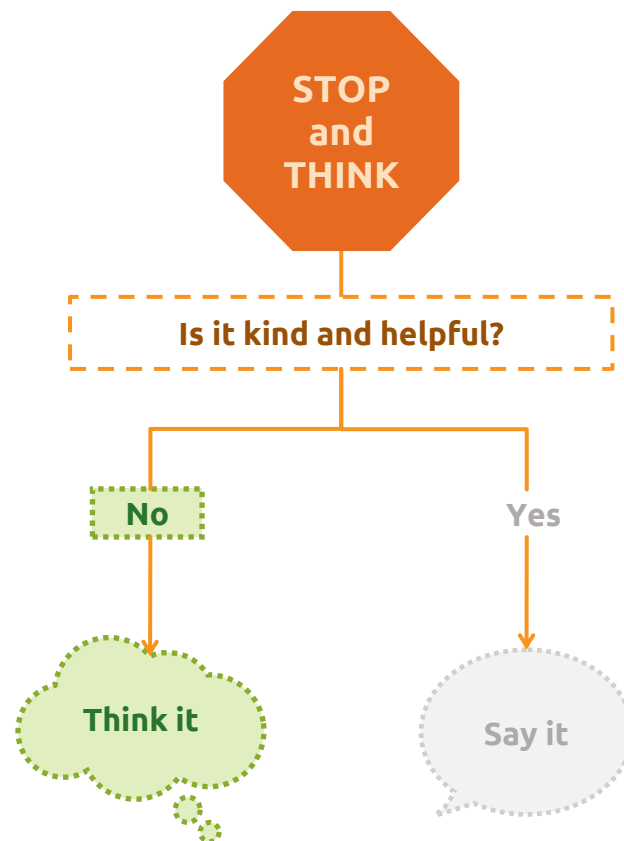 STOP
and
THINK
Is it kind and helpful?
No
Yes
Think it
Say it